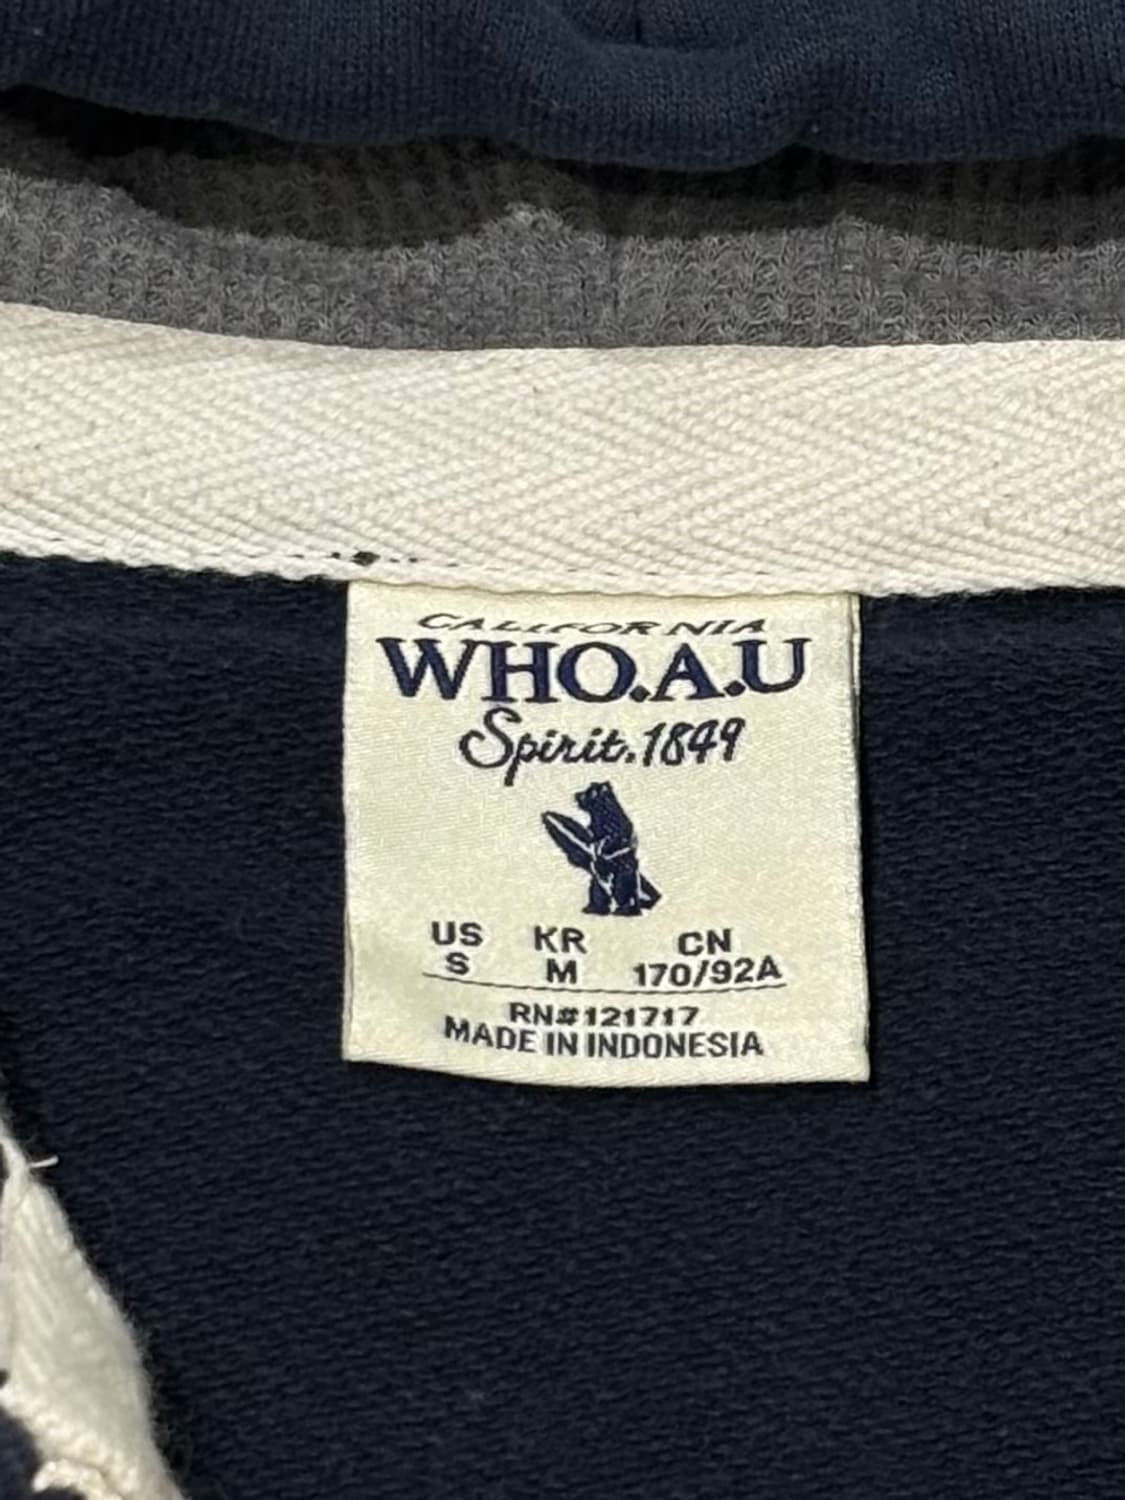 CALIFORNIA
WHO.A.U
Spirit.1849
US KR CN
S M 170/92A
RN#121717
MADE IN INDONESIA